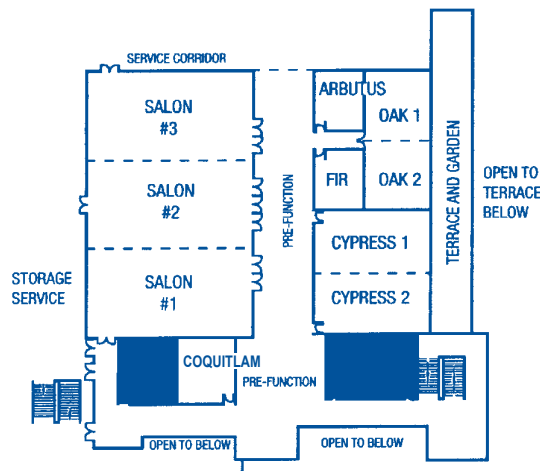 SERVICE CORRIDOR
ARBUTUS
SALON
#3
OAK 1
SALON
#2
FIR
OAK 2
PRE-FUNCTION
TERRACE AND GARDEN
OPEN TO
TERRACE
BELOW
CYPRESS 1
STORAGE
SERVICE
SALON
#1
CYPRESS 2
COQUITLAM
PRE-FUNCTION
OPEN TO BELOW
OPEN TO BELOW